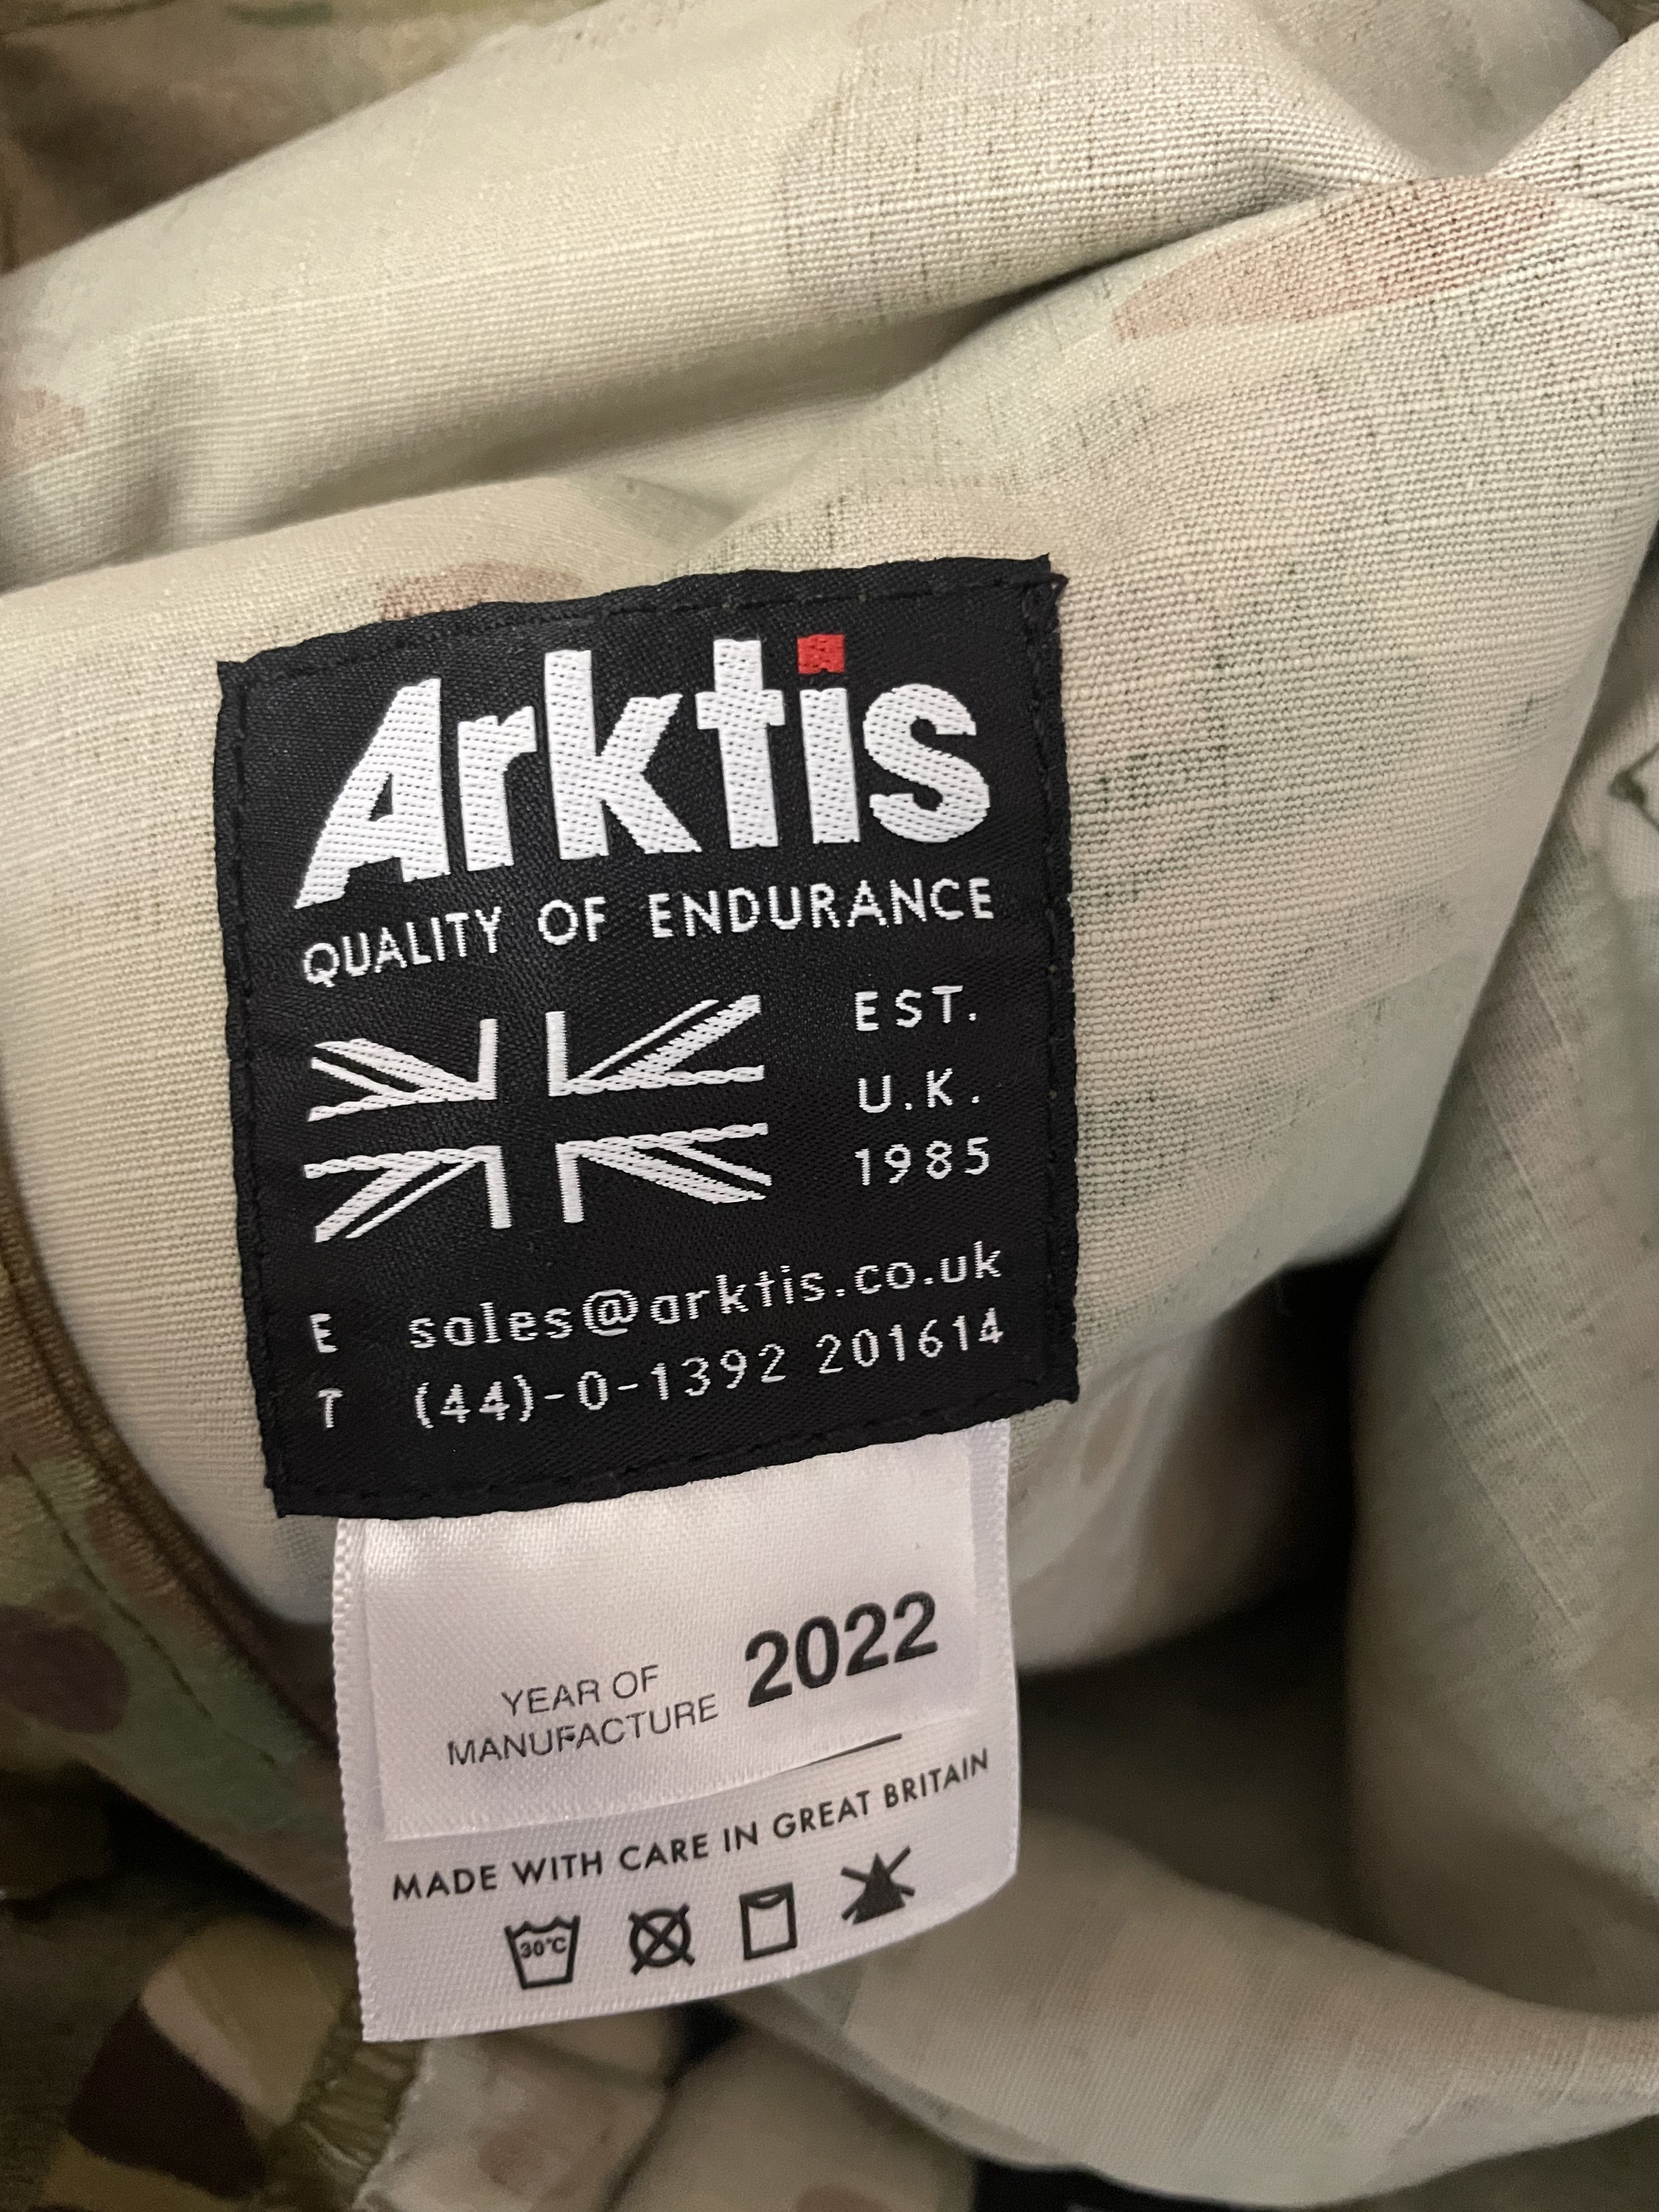 Arktis
QUALITY OF ENDURANCE
EST.
U.K.
1985
E sales@arktis.co.uk
T (44)-0-1392 201614
YEAR OF
MANUFACTURE 2022
MADE WITH CARE IN GREAT BRITAIN
30°C